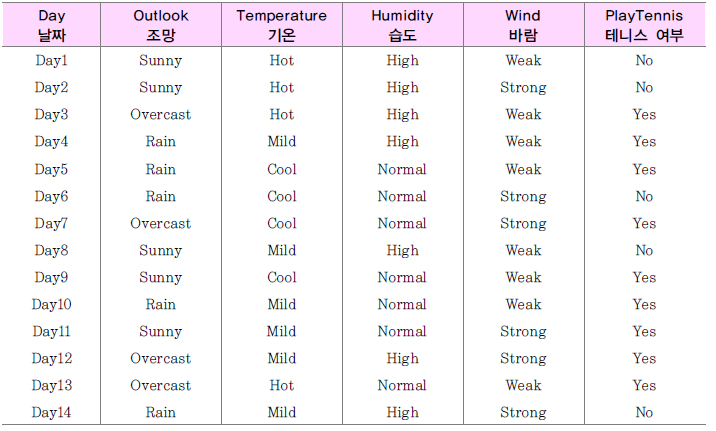 Day Outlook Temperature Humidity Wind PlayTennis
날짜 조망 기온 습도 바람 테니스 여부
Day1 Sunny Hot High Weak No
Day2 Sunny Hot High Strong No
Day3 Overcast Hot High Weak Yes
Day4 Rain Mild High Weak Yes
Day5 Rain Cool Normal Weak Yes
Day6 Rain Cool Normal Strong No
Day7 Overcast Cool Normal Strong Yes
Day8 Sunny Mild High Weak No
Day9 Sunny Cool Normal Weak Yes
Day10 Rain Mild Normal Weak Yes
Day11 Sunny Mild Normal Strong Yes
Day12 Overcast Mild High Strong Yes
Day13 Overcast Hot Normal Weak Yes
Day14 Rain Mild High Strong No